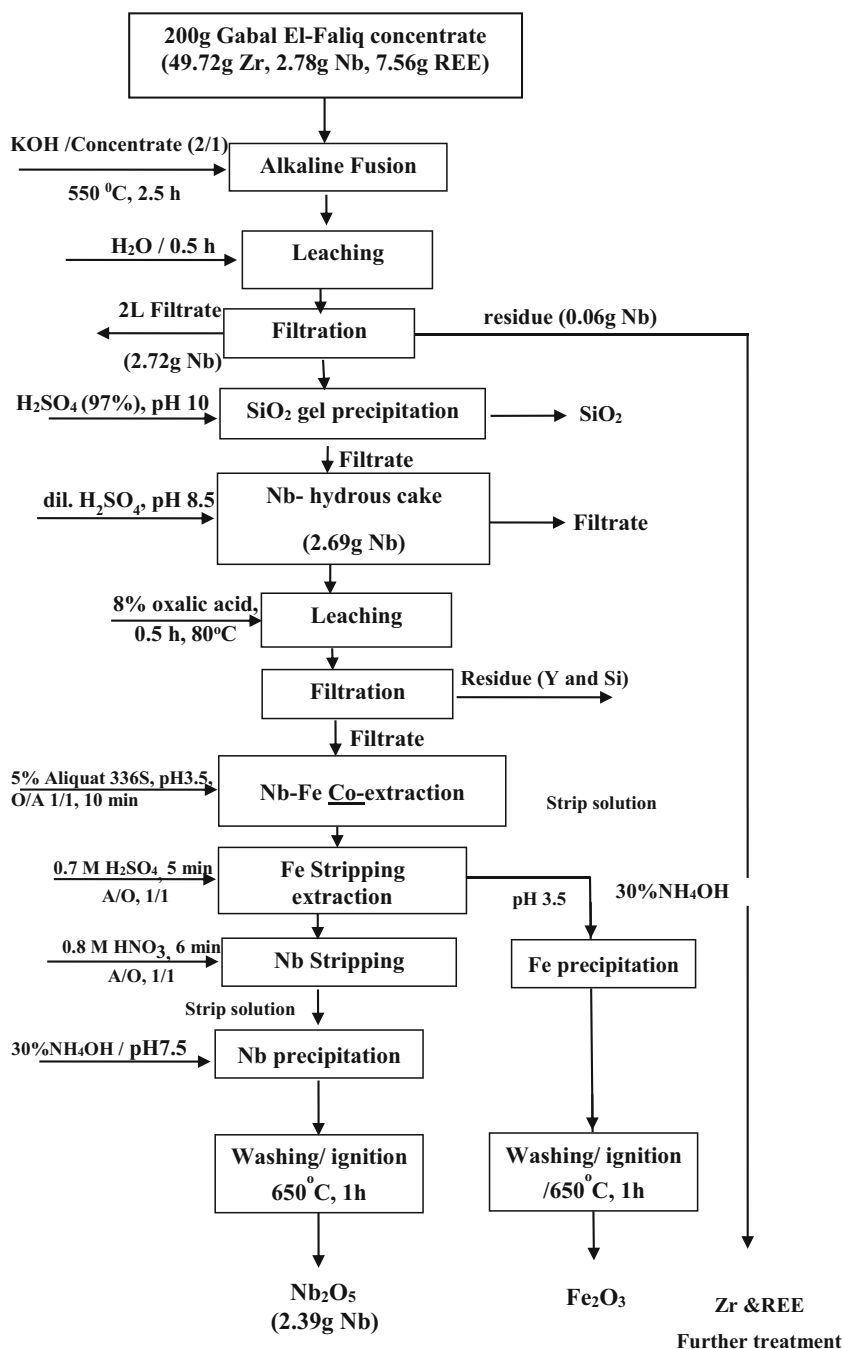 200g Gabal El-Faliq concentrate
(49.72g Zr, 2.78g Nb, 7.56g REE)
KOH /Concentrate (2/1)
550 ⁰C, 2.5 h
Alkaline Fusion
H₂O / 0.5 h
Leaching
2L Filtrate
(2.72g Nb)
Filtration
residue (0.06g Nb)
H₂SO₄ (97%), pH 10
SiO₂ gel precipitation
SiO₂
Filtrate
dil. H₂SO₄, pH 8.5
Nb- hydrous cake
(2.69g Nb)
Filtrate
8% oxalic acid,
0.5 h, 80ºC
Leaching
Filtration
Residue (Y and Si)
Filtrate
5% Aliquat 336S, pH3.5,
O/A 1/1, 10 min
Nb-Fe Co-extraction
Strip solution
0.7 M H₂SO₄, 5 min
A/O, 1/1
Fe Stripping
extraction
pH 3.5
30%NH₄OH
0.8 M HNO₃, 6 min
A/O, 1/1
Nb Stripping
Fe precipitation
Strip solution
30%NH₄OH / pH7.5
Nb precipitation
Washing/ ignition
650°C, 1h
Washing/ ignition
/650°C, 1h
Nb₂O₅
(2.39g Nb)
Fe₂O₃
Zr &REE
Further treatment